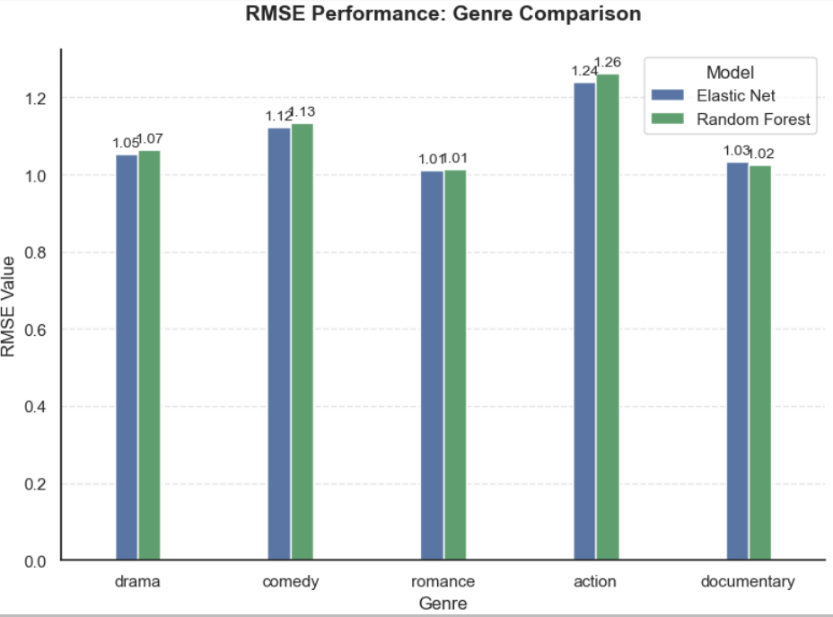 RMSE Performance: Genre Comparison
1.26
1.24
Model
Elastic Net
Random Forest
1.2
1.12
1.13
1.05
1.07
1.01
1.01
1.03
1.02
1.0
0.8
RMSE Value
0.6
0.4
0.2
0.0
drama comedy romance action documentary
Genre